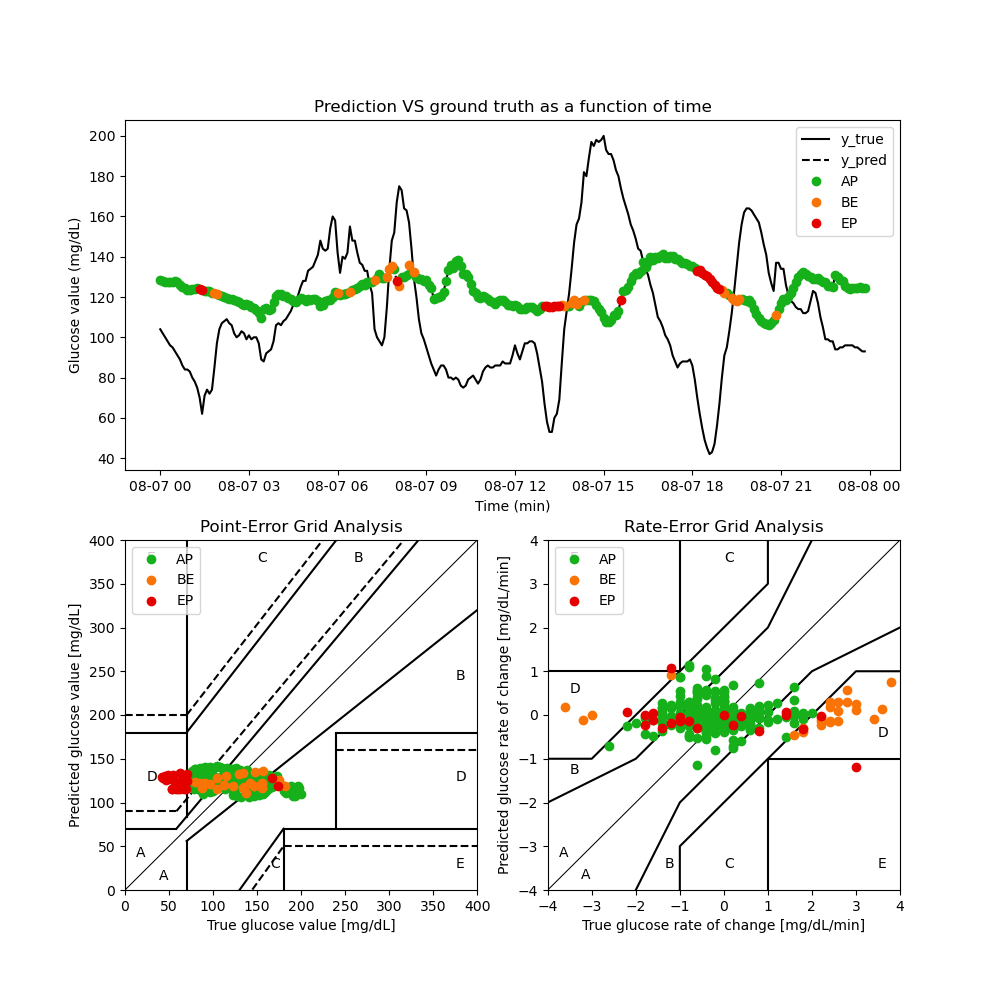 Prediction VS ground truth as a function of time
Glucose value (mg/dL)
200
180
160
140
120
100
80
60
40
y_true
y_pred
AP
BE
EP
08-07 00 08-07 03 08-07 06 08-07 09 08-07 12 08-07 15 08-07 18 08-07 21 08-08 00
Time (min)
Point-Error Grid Analysis
Predicted glucose value [mg/dL]
400
350
300
250
200
150
100
50
0
AP
BE
EP
C
B
B
D
D
A
A
C
E
0 50 100 150 200 250 300 350 400
True glucose value [mg/dL]
Rate-Error Grid Analysis
Predicted glucose rate of change [mg/dL/min]
4
3
2
1
0
−1
−2
−3
−4
AP
BE
EP
C
D
D
B
A
A
B
C
E
−4 −3 −2 −1 0 1 2 3 4
True glucose rate of change [mg/dL/min]